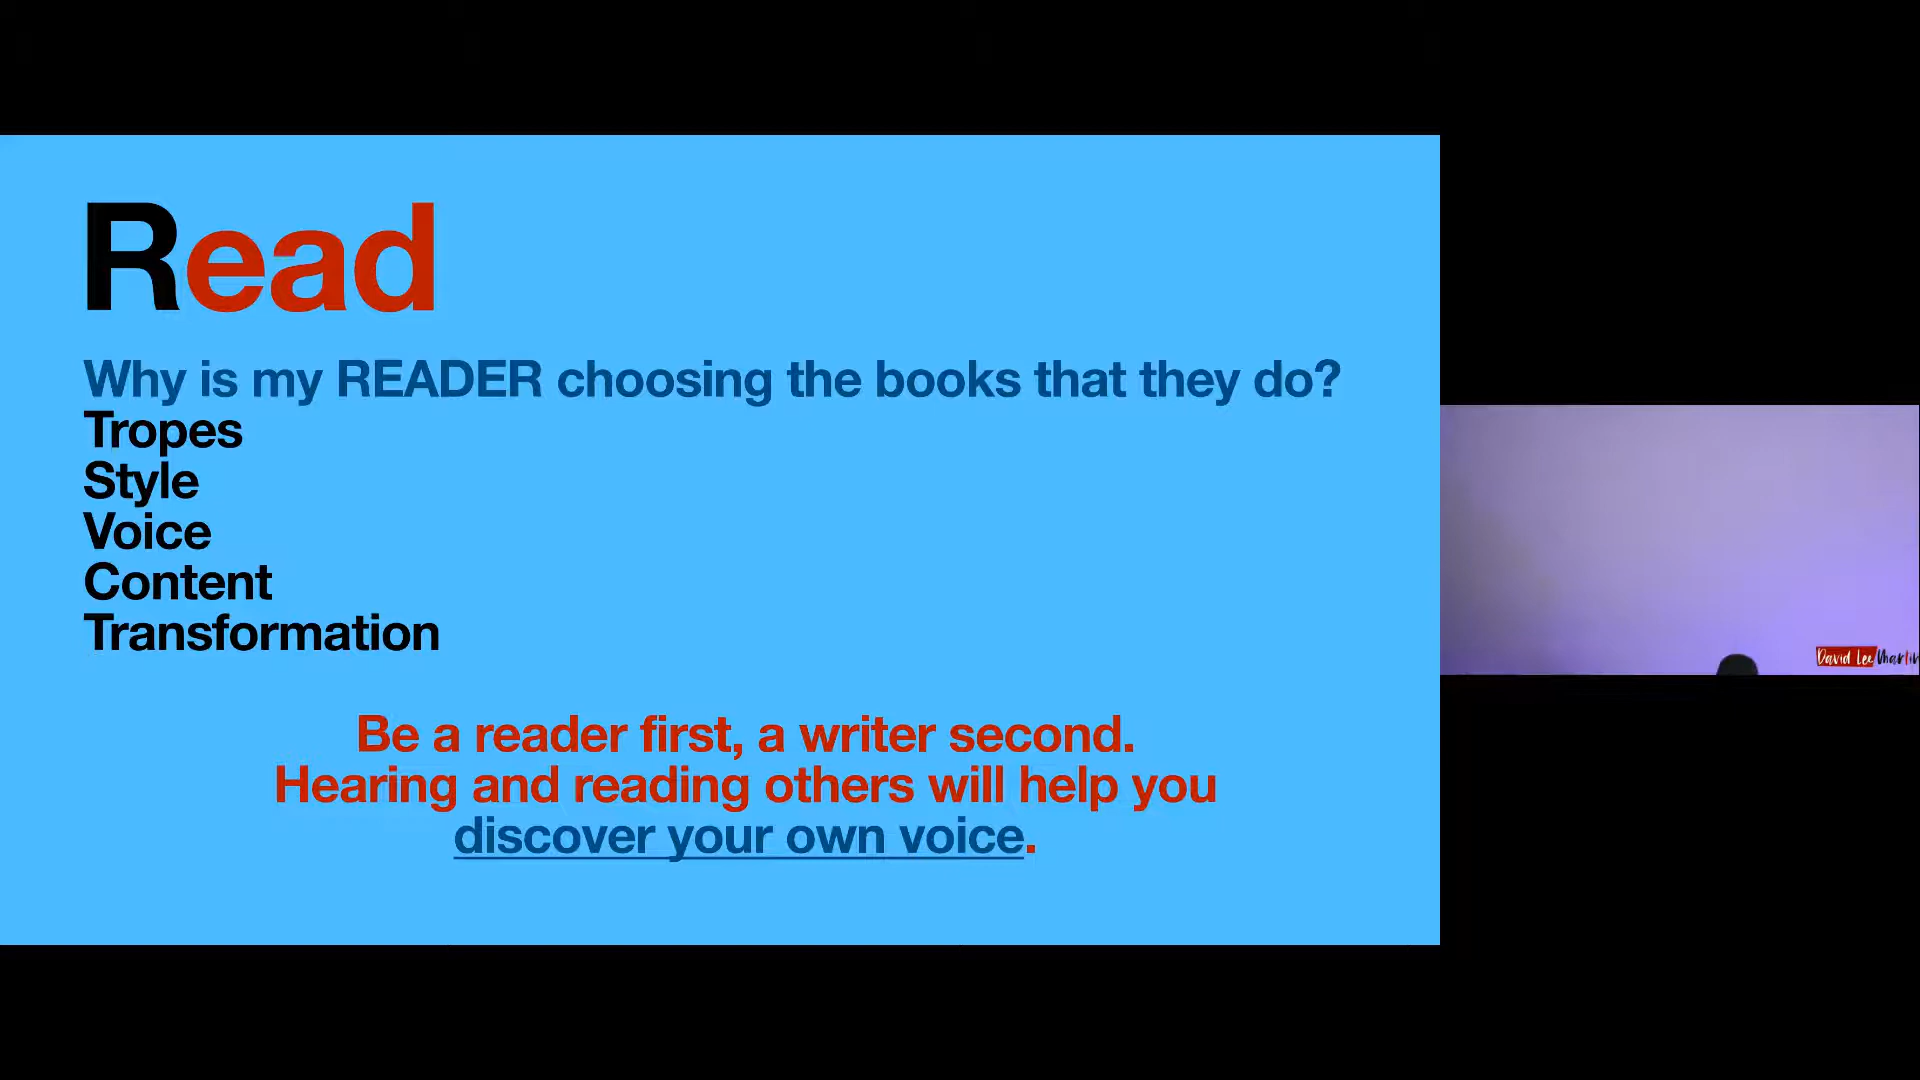 Read
Why is my READER choosing the books that they do?
Tropes
Style
Voice
Content
Transformation
Be a reader first, a writer second.
Hearing and reading others will help you
discover your own voice.
David Lee Martin